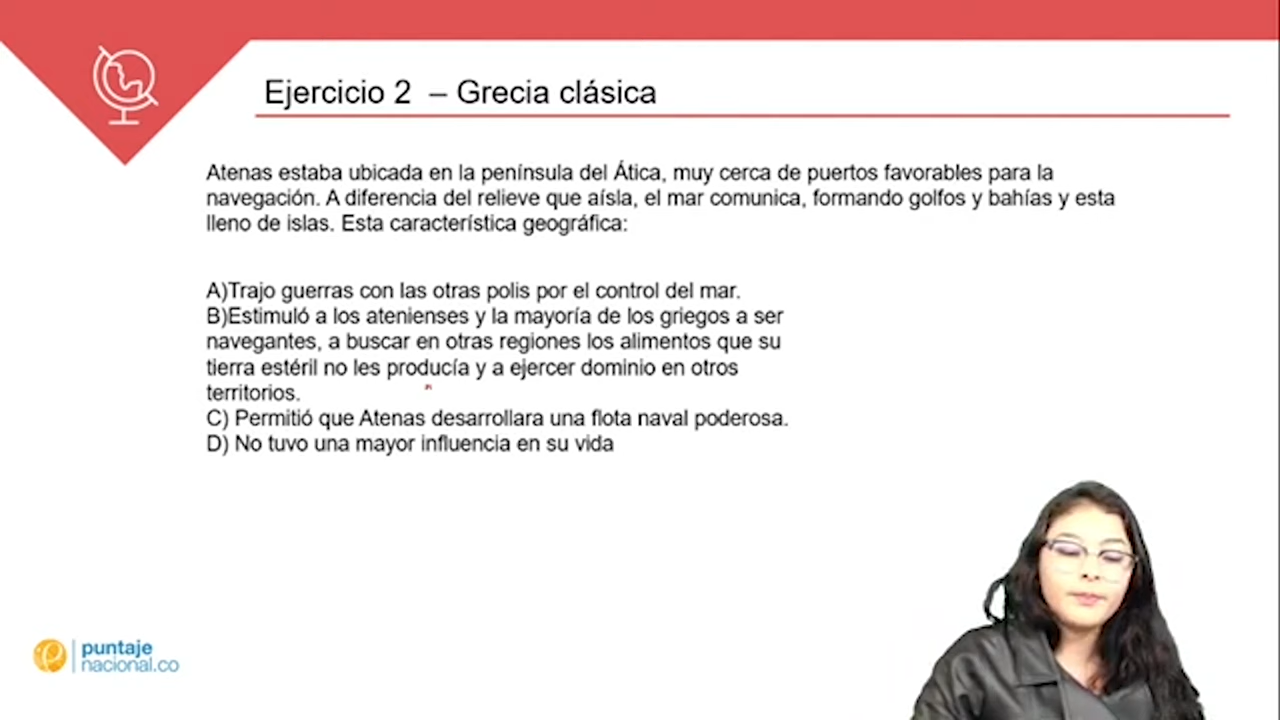 Ejercicio 2 – Grecia clásica
Atenas estaba ubicada en la península del Ática, muy cerca de puertos favorables para la
navegación. A diferencia del relieve que aísla, el mar comunica, formando golfos y bahías y esta
lleno de islas. Esta característica geográfica:
A)Trajo guerras con las otras polis por el control del mar.
B)Estimuló a los atenienses y la mayoría de los griegos a ser
navegantes, a buscar en otras regiones los alimentos que su
tierra estéril no les producía y a ejercer dominio en otros
territorios.
C) Permitió que Atenas desarrollara una flota naval poderosa.
D) No tuvo una mayor influencia en su vida
puntaje
nacional.co